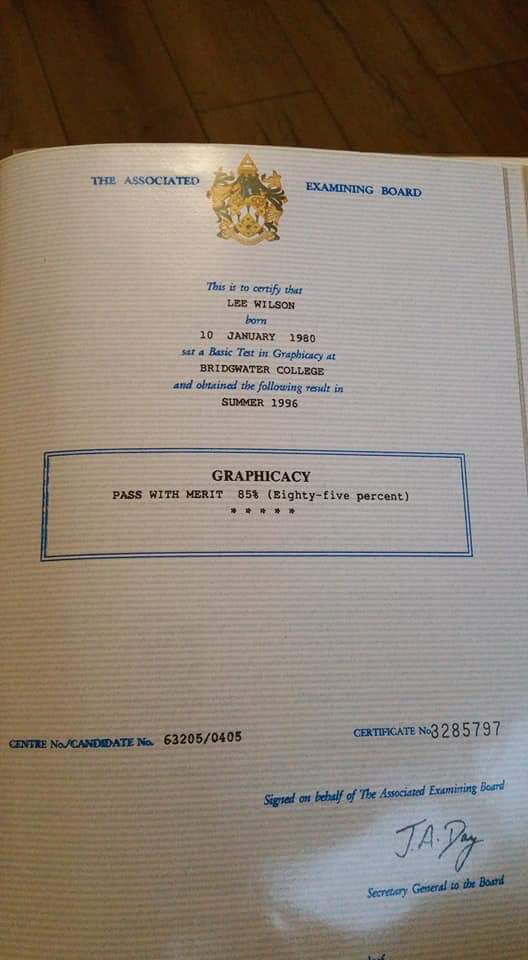 THE ASSOCIATED EXAMINING BOARD
This is to certify that
LEE WILSON
born
10 JANUARY 1980
sat a Basic Test in Graphicacy at
BRIDGWATER COLLEGE
and obtained the following result in
SUMMER 1996
GRAPHICACY
PASS WITH MERIT 85% (Eighty-five percent)
* * * * *
CENTRE No./CANDIDATE No. 63205/0405
CERTIFICATE No 3285797
Signed on behalf of The Associated Examining Board
J.A. Day
Secretary General to the Board